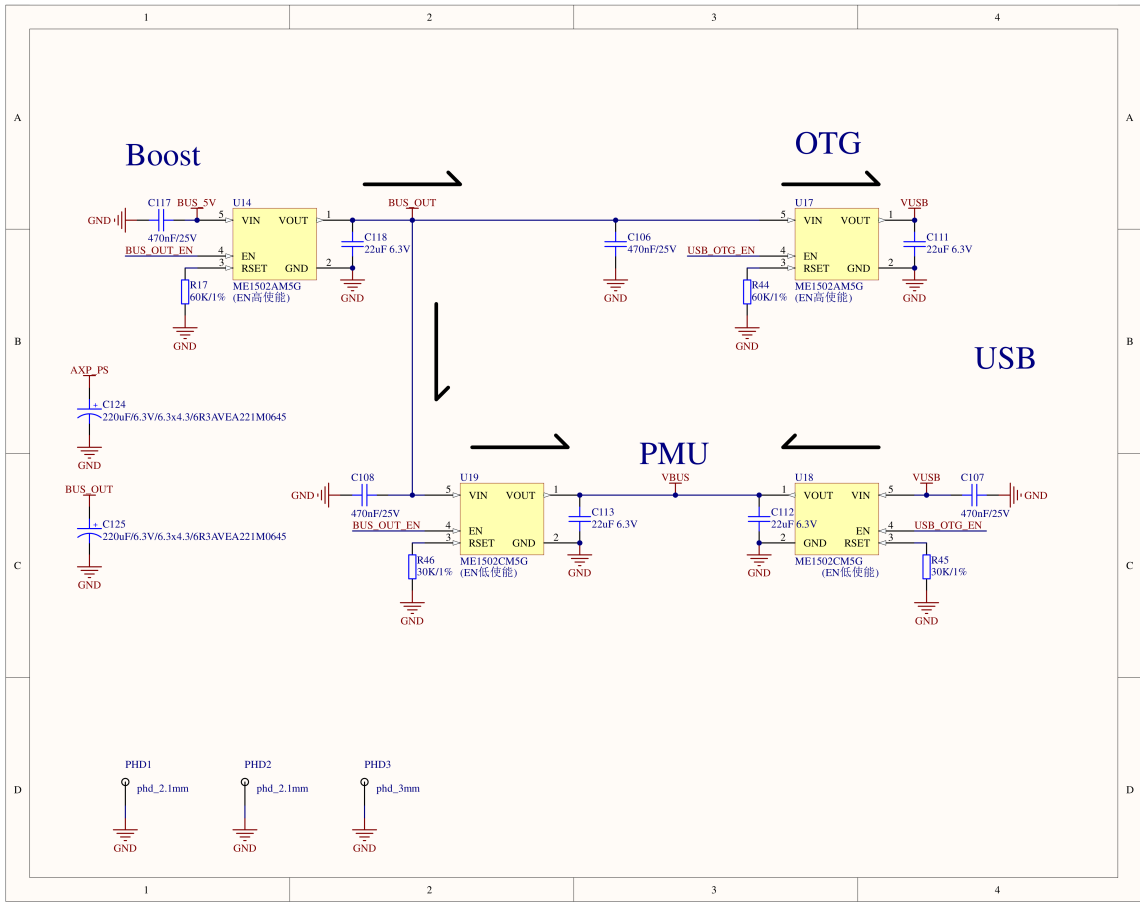 1 2 3 4
A A
Boost
OTG
C117 BUS_5V U14 BUS_OUT U17 VUSB
GND 5 VIN VOUT 1 5 VIN VOUT 1
470nF/25V C118 C106 C111
BUS_OUT_EN 4 EN 22uF 6.3V 470nF/25V USB_OTG_EN 4 EN 22uF 6.3V
3 RSET GND 2 3 RSET GND 2
R17 ME1502AM5G R44 ME1502AM5G
60K/1% (EN高使能) GND GND 60K/1% (EN高使能) GND
GND GND
B B
USB
AXP_PS
+ C124
220uF/6.3V/6.3x4.3/6R3AVEA221M0645
GND
PMU
C108 U19 VBUS U18 VUSB C107
BUS_OUT
GND 5 VIN VOUT 1 1 VOUT VIN 5 GND
470nF/25V C113 C112 470nF/25V
+ C125
220uF/6.3V/6.3x4.3/6R3AVEA221M0645
BUS_OUT_EN 4 EN 22uF 6.3V 22uF 6.3V EN 4 USB_OTG_EN
3 RSET GND 2 2 GND RSET 3
R46 ME1502CM5G ME1502CM5G R45
30K/1% (EN低使能) GND GND (EN低使能) 30K/1%
GND
C C
GND GND
PHD1 PHD2 PHD3
phd_2.1mm phd_2.1mm phd_3mm
D D
GND GND GND
1 2 3 4